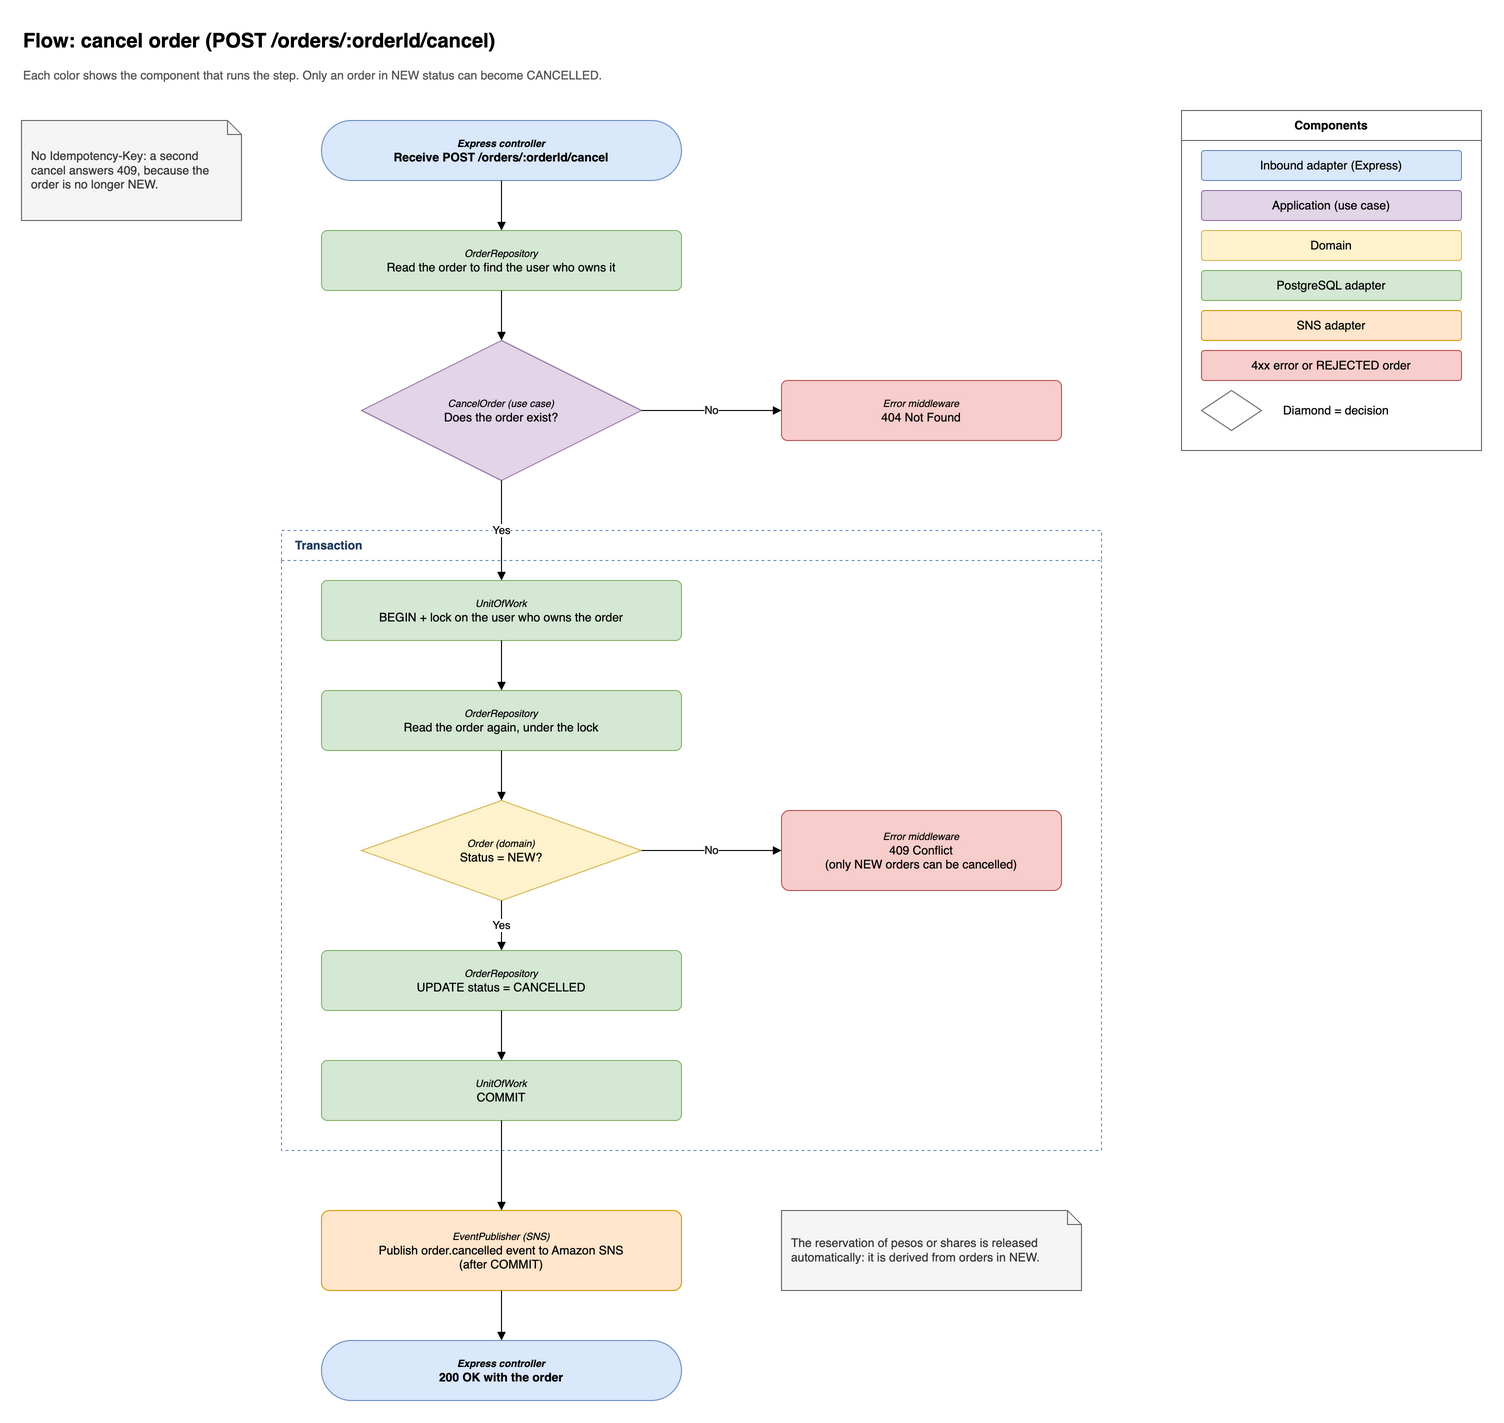 Flow: cancel order (POST /orders/:orderId/cancel)
Each color shows the component that runs the step. Only an order in NEW status can become CANCELLED.
No Idempotency-Key: a second
cancel answers 409, because the
order is no longer NEW.
Express controller
Receive POST /orders/:orderId/cancel
Components
Inbound adapter (Express)
Application (use case)
Domain
PostgreSQL adapter
SNS adapter
4xx error or REJECTED order
Diamond = decision
OrderRepository
Read the order to find the user who owns it
CancelOrder (use case)
Does the order exist?
No
Error middleware
404 Not Found
Yes
Transaction
UnitOfWork
BEGIN + lock on the user who owns the order
OrderRepository
Read the order again, under the lock
Order (domain)
Status = NEW?
No
Error middleware
409 Conflict
(only NEW orders can be cancelled)
Yes
OrderRepository
UPDATE status = CANCELLED
UnitOfWork
COMMIT
EventPublisher (SNS)
Publish order.cancelled event to Amazon SNS
(after COMMIT)
The reservation of pesos or shares is released
automatically: it is derived from orders in NEW.
Express controller
200 OK with the order